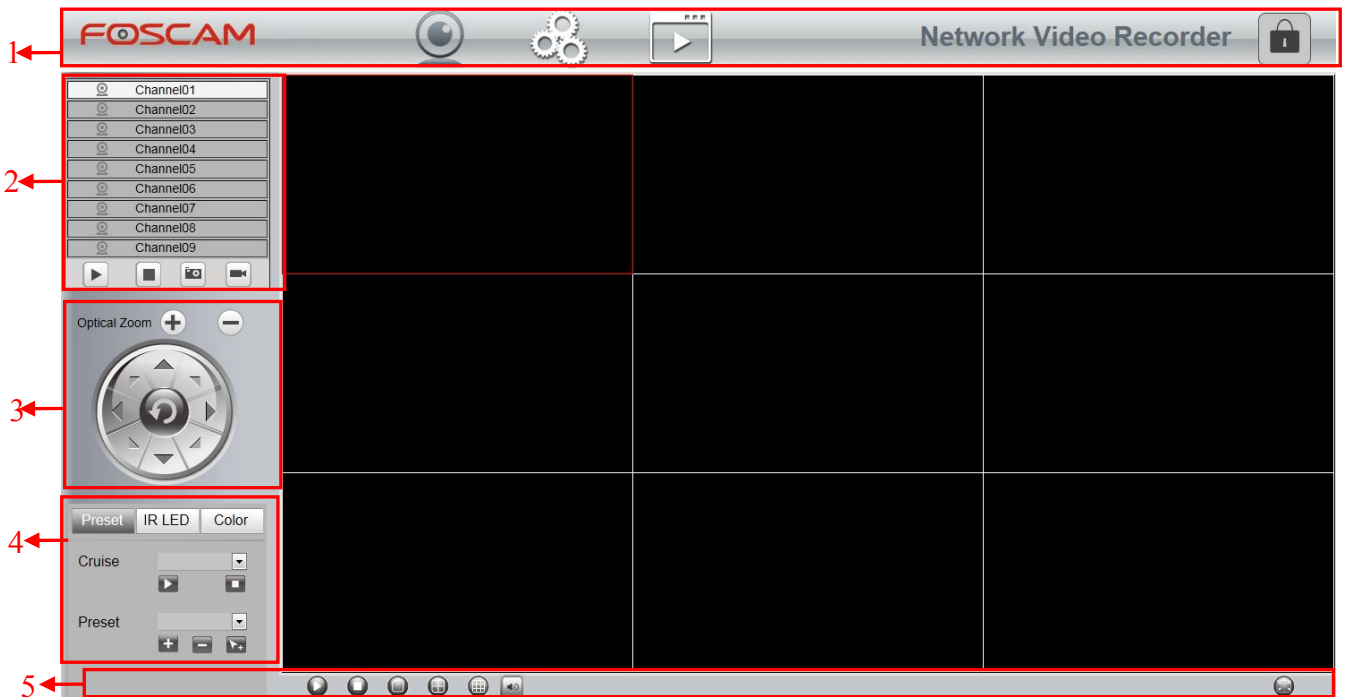 1
FOSCAM
Network Video Recorder
2
Channel01
Channel02
Channel03
Channel04
Channel05
Channel06
Channel07
Channel08
Channel09
3
Optical Zoom
4
Preset IR LED Color
Cruise
Preset
5